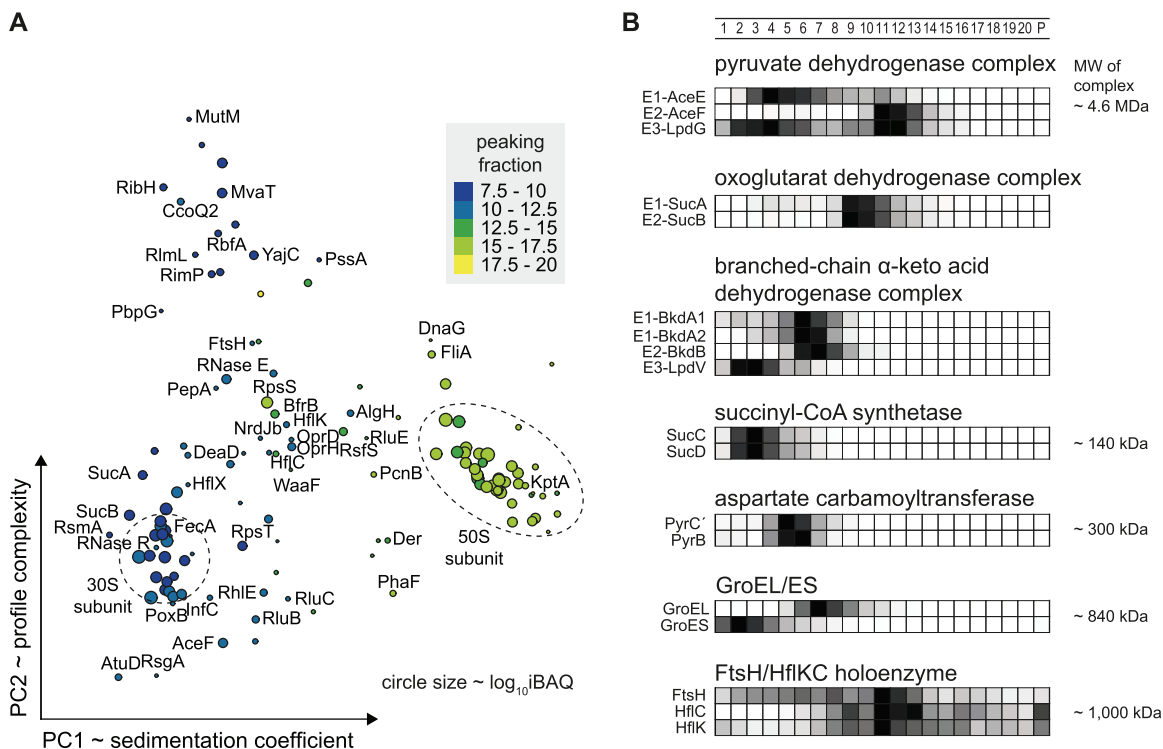 A
MutM
RibH
MvaT
CcoQ2
RbfA
RlmL
YajC
PssA
RimP
PbpG
peaking
fraction
7.5 - 10
10 - 12.5
12.5 - 15
15 - 17.5
17.5 - 20
DnaG
FtsH
FliA
RNase E
PepA
RpsS
BfrB
HflK
AlgH
NrdJb
OprD
RluE
OprH
RsfS
DeaD
HflC
SucA
WaaF
PcnB
HflX
KptA
SucB
FecA
RsmA
RpsT
50S
subunit
RNase R
Der
30S
subunit
PhaF
RhlE
RluC
PoxB
InfC
RluB
AceF
AtuD
RsgA
circle size ~ log10iBAQ
PC2 ~ profile complexity
PC1 ~ sedimentation coefficient
B
1 2 3 4 5 6 7 8 9 10 11 12 13 14 15 16 17 18 19 20 P
pyruvate dehydrogenase complex
MW of
complex
~ 4.6 MDa
E1-AceE
E2-AceF
E3-LpdG
oxoglutarat dehydrogenase complex
E1-SucA
E2-SucB
branched-chain α-keto acid
dehydrogenase complex
E1-BkdA1
E1-BkdA2
E2-BkdB
E3-LpdV
succinyl-CoA synthetase
SucC
SucD
~ 140 kDa
aspartate carbamoyltransferase
PyrC´
PyrB
~ 300 kDa
GroEL/ES
GroEL
GroES
~ 840 kDa
FtsH/HflKC holoenzyme
FtsH
HflC
HflK
~ 1,000 kDa